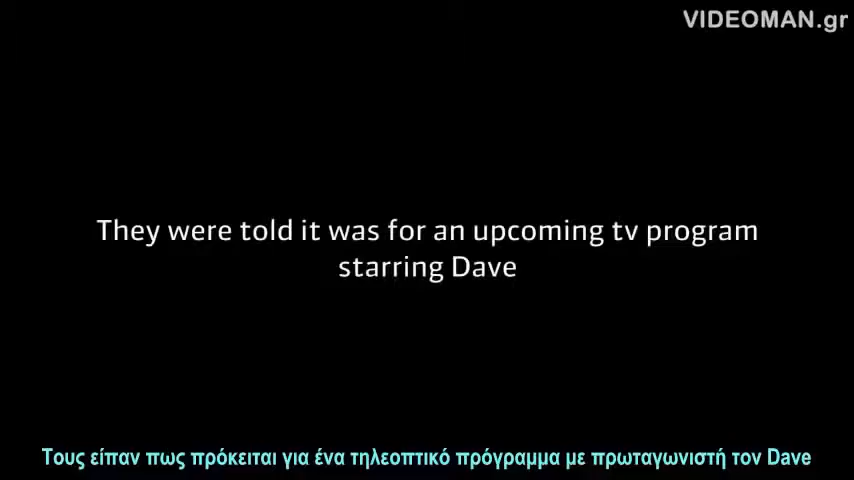 VIDEOMAN.gr
They were told it was for an upcoming tv program
starring Dave
Τους είπαν πως πρόκειται για ένα τηλεοπτικό πρόγραμμα με πρωταγωνιστή τον Dave